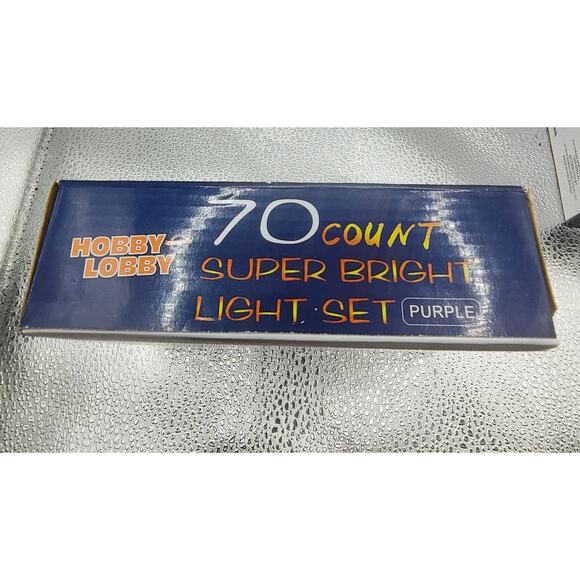 HOBBY
LOBBY
70 COUNT
SUPER BRIGHT
LIGHT SET PURPLE